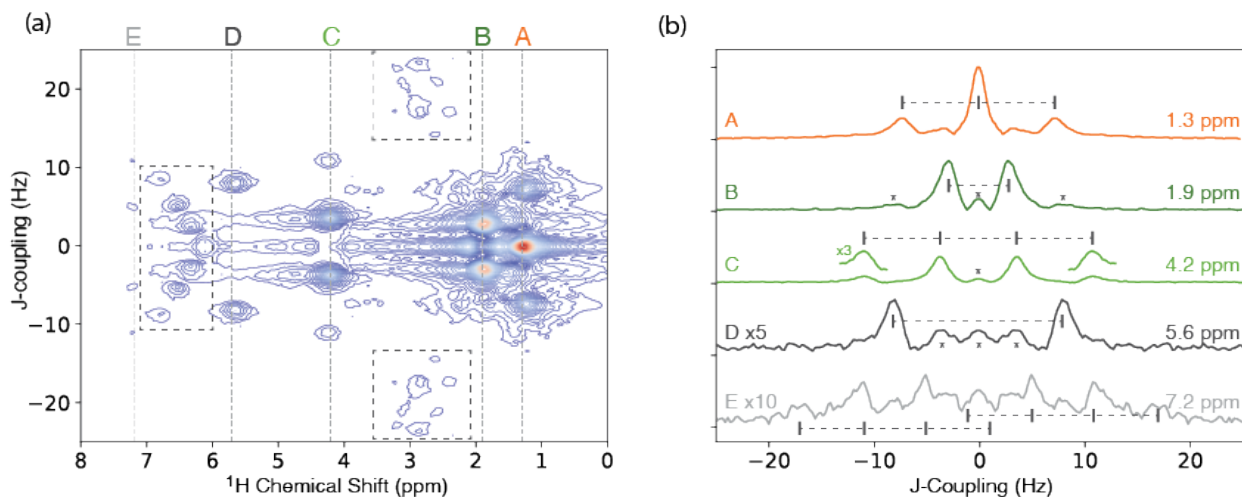 (a)
E D C B A
J-coupling (Hz)
20
10
0
−10
−20
8 7 6 5 4 3 2 1 0
¹H Chemical Shift (ppm)
(b)
A 1.3 ppm
B x x x 1.9 ppm
x3
C x 4.2 ppm
D x5 x x x 5.6 ppm
E x10 7.2 ppm
−20 −10 0 10 20
J-Coupling (Hz)